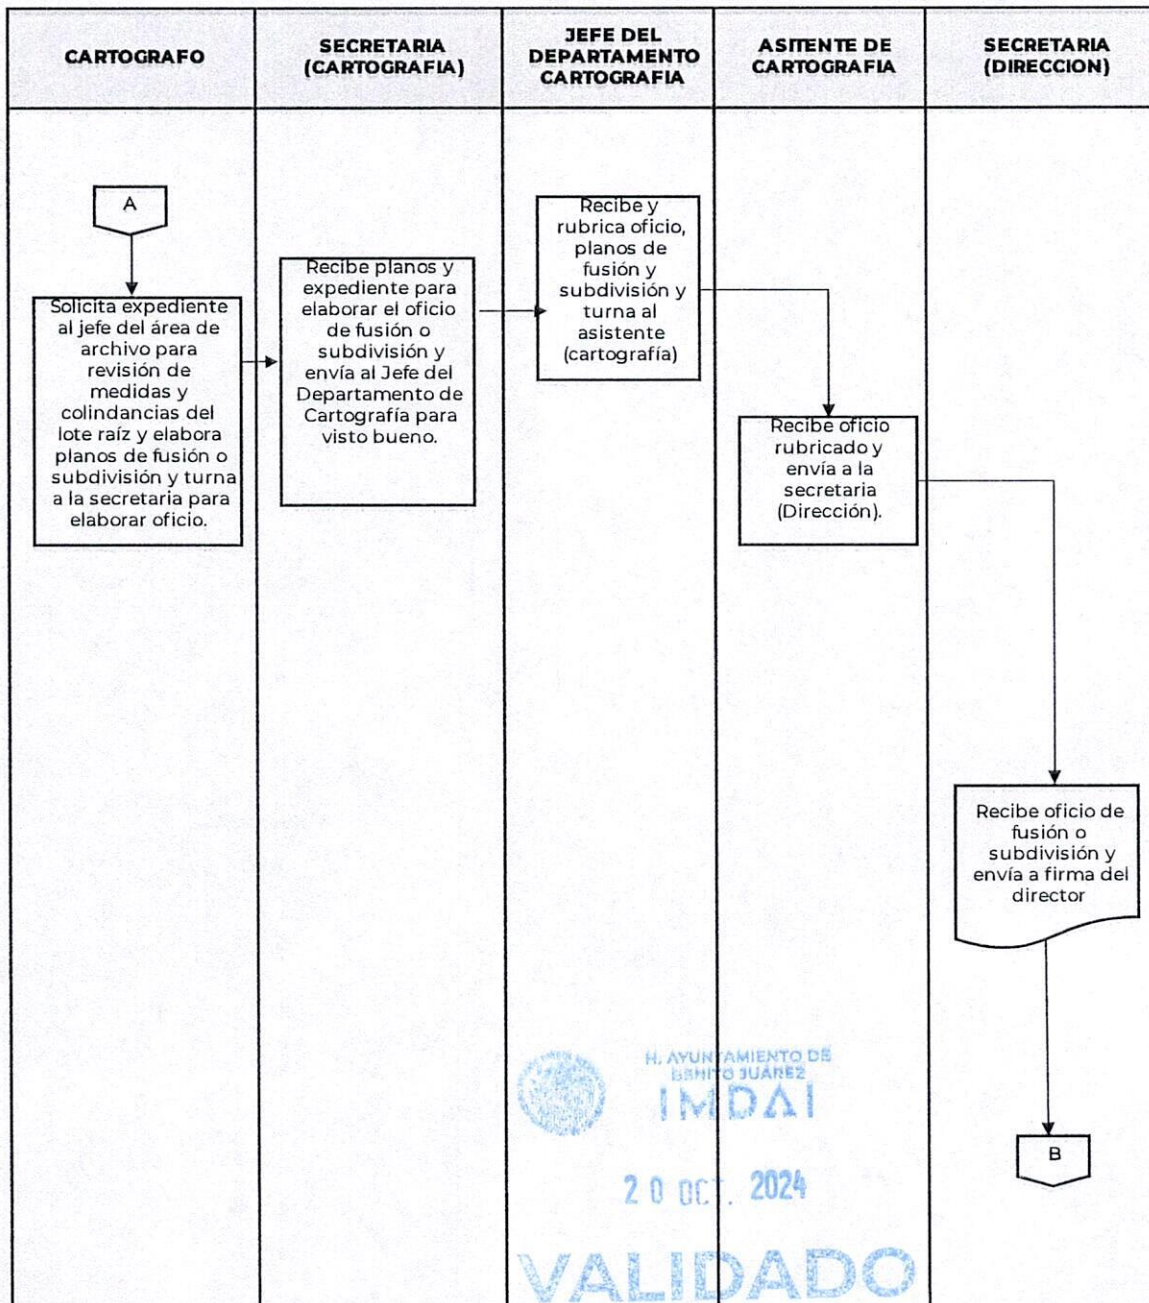 CARTOGRAFO
SECRETARIA
(CARTOGRAFIA)
JEFE DEL
DEPARTAMENTO
CARTOGRAFIA
ASITENTE DE
CARTOGRAFIA
SECRETARIA
(DIRECCION)
A
Solicita expediente
al jefe del área de
archivo para
revisión de
medidas y
colindancias del
lote raíz y elabora
planos de fusión o
subdivisión y turna
a la secretaria para
elaborar oficio.
Recibe planos y
expediente para
elaborar el oficio
de fusión o
subdivisión y
envía al Jefe del
Departamento de
Cartografía para
visto bueno.
Recibe y
rubrica oficio,
planos de
fusión y
subdivisión y
turna al
asistente
(cartografía)
Recibe oficio
rubricado y
envía a la
secretaria
(Dirección).
Recibe oficio de
fusión o
subdivisión y
envía a firma del
director
B
H. AYUNTAMIENTO DE
BENITO JUÁREZ
IMDAI
20 OCT. 2024
VALIDADO